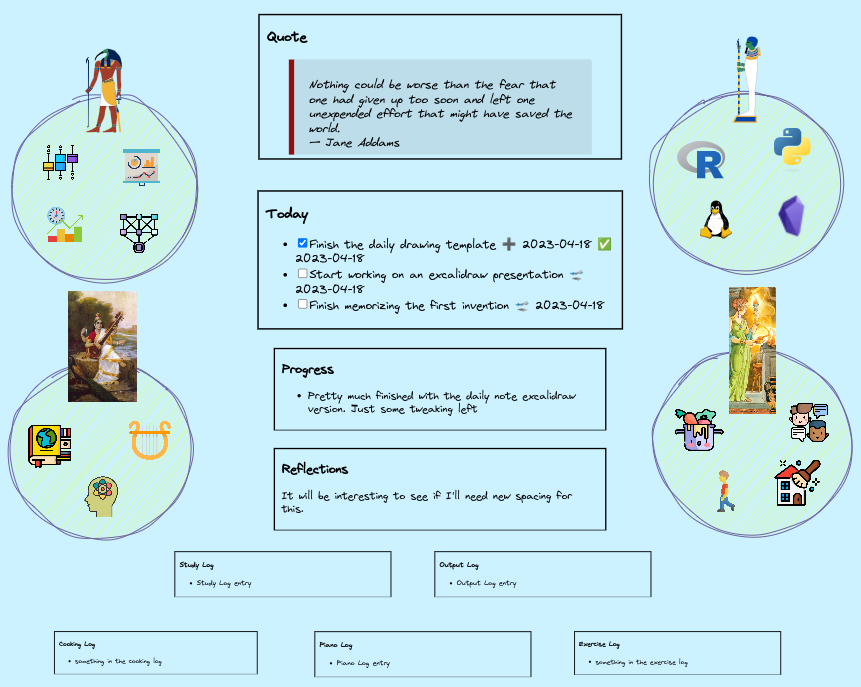 Quote
Nothing could be worse than the fear that
one had given up too soon and left one
unexpended effort that might have saved the
world.
— Jane Addams
Today
Finish the daily drawing template ➕ 2023-04-18 ✅
2023-04-18
Start working on an excalidraw presentation 🛫
2023-04-18
Finish memorizing the first invention 🛫 2023-04-18
Progress
Pretty much finished with the daily note excalidraw
version. Just some tweaking left
Reflections
It will be interesting to see if I'll need new spacing for
this.
Study Log
Study Log entry
Output Log
Output Log entry
Cooking Log
something in the cooking log
Piano Log
Piano Log entry
Exercise Log
something in the exercise log
R